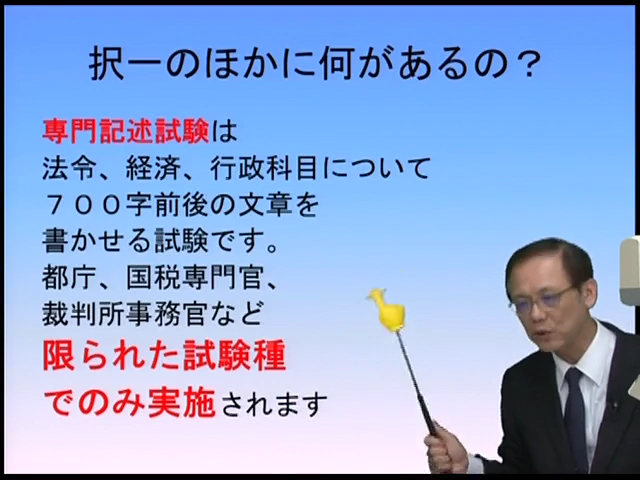 択一のほかに何があるの？
専門記述試験は
法令、経済、行政科目について
７００字前後の文章を
書かせる試験です。
都庁、国税専門官、
裁判所事務官など
限られた試験種
でのみ実施されます